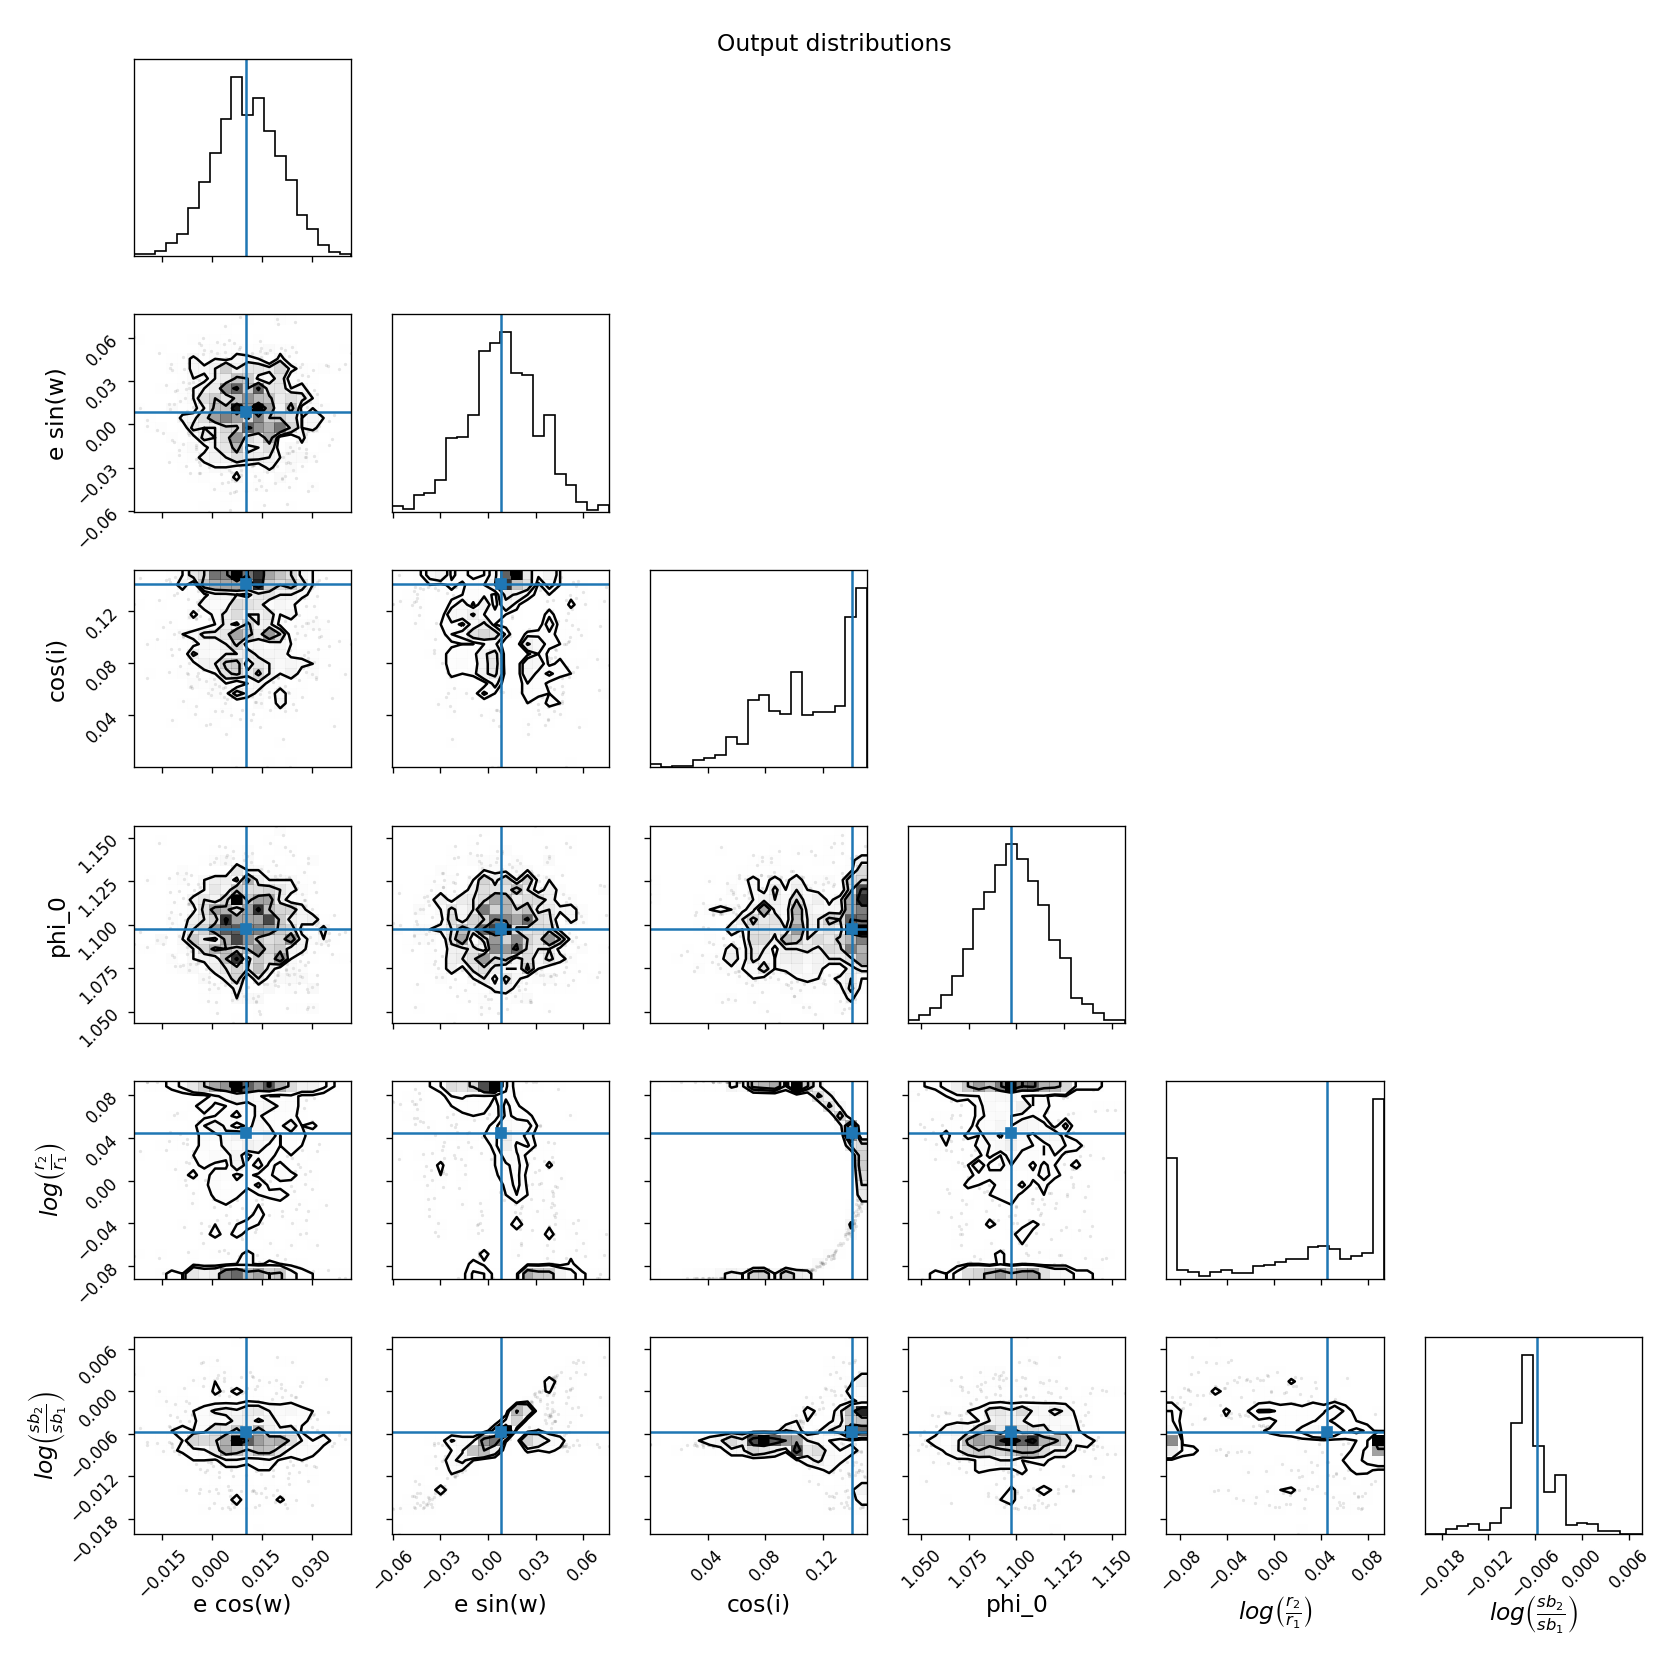 Output distributions
e sin(w)
0.06
0.03
0.00
−0.03
−0.06
cos(i)
0.12
0.08
0.04
phi_0
1.150
1.125
1.100
1.075
1.050
log(r₂/r₁)
0.08
0.04
0.00
−0.04
−0.08
log(sb₂/sb₁)
0.006
0.000
−0.006
−0.012
−0.018
−0.015 0.000 0.015 0.030
e cos(w)
−0.06 −0.03 0.00 0.03 0.06
e sin(w)
0.04 0.08 0.12
cos(i)
1.050 1.075 1.100 1.125 1.150
phi_0
−0.08 −0.04 0.00 0.04 0.08
log(r₂/r₁)
−0.018 −0.012 −0.006 0.000 0.006
log(sb₂/sb₁)